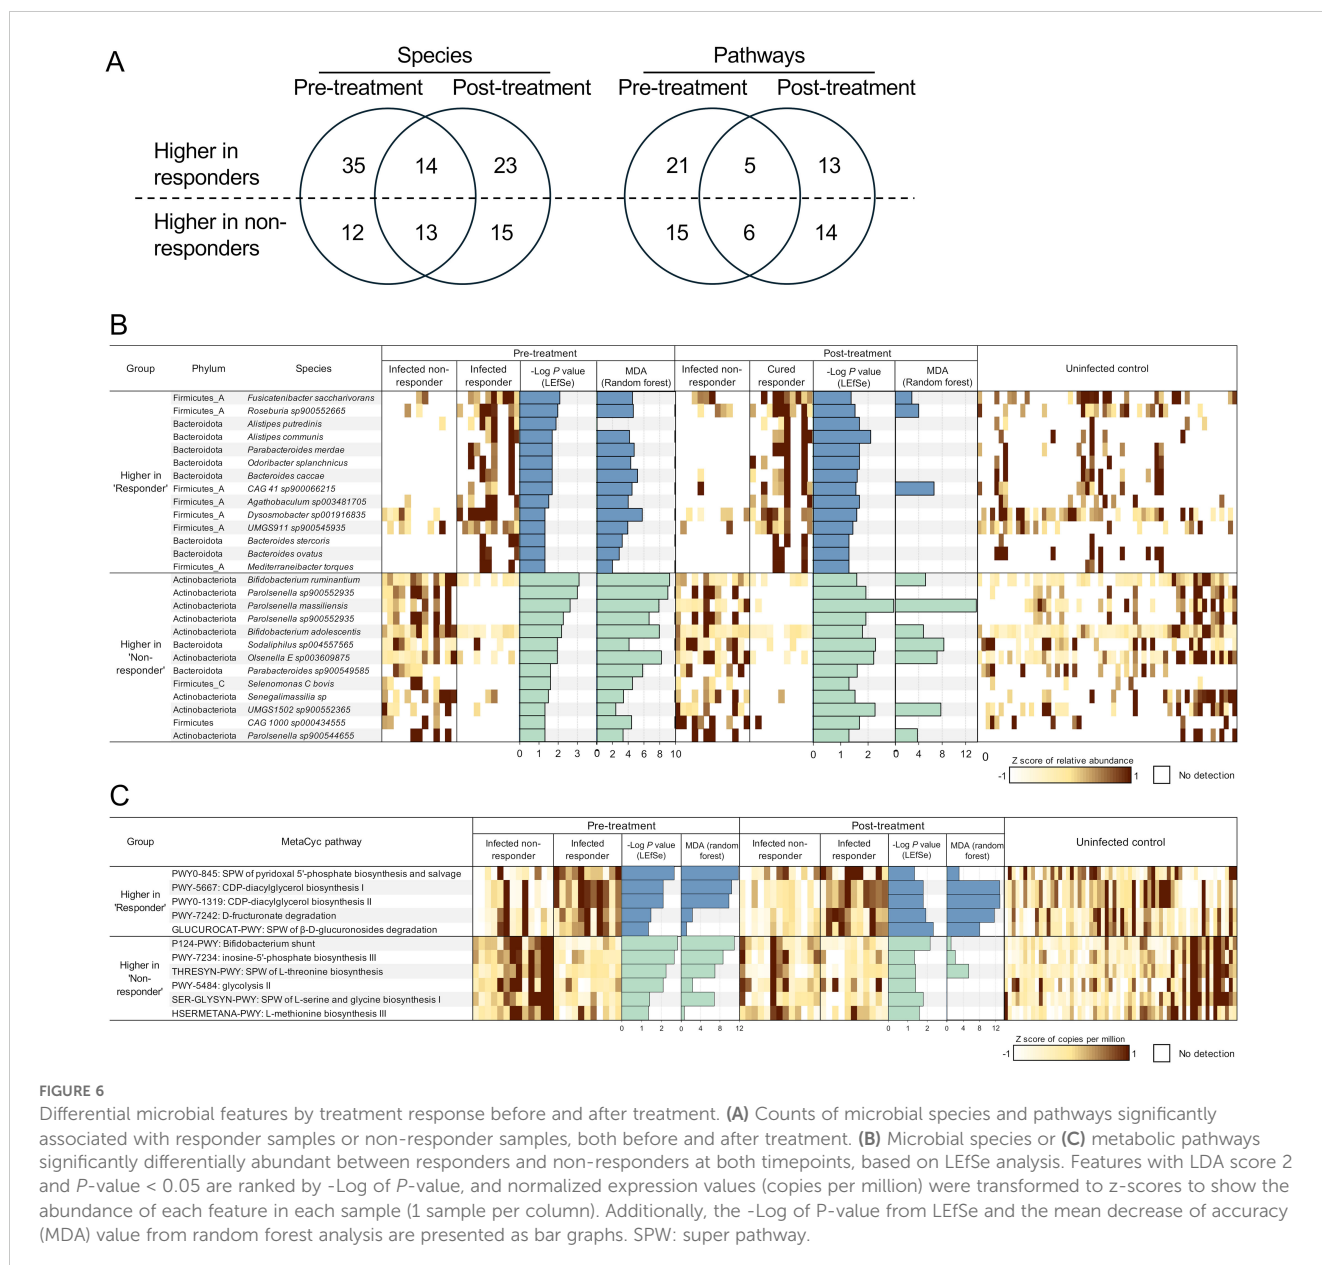 A
Species
Pathways
Pre-treatment
Post-treatment
Pre-treatment
Post-treatment
Higher in
responders
35
14
23
21
5
13
Higher in non-
responders
12
13
15
15
6
14
B
Group
Phylum
Species
Pre-treatment
Post-treatment
Uninfected control
Infected non-
responder
Infected
responder
-Log P value
(LEfSe)
MDA
(Random forest)
Infected non-
responder
Cured
responder
-Log P value
(LEfSe)
MDA
(Random forest)
Higher in
'Responder'
Firmicutes_A Fusicatenibacter saccharivorans
Firmicutes_A Roseburia sp900552665
Bacteroidota Alistipes putredinis
Bacteroidota Alistipes communis
Bacteroidota Parabacteroides merdae
Bacteroidota Odoribacter splanchnicus
Bacteroidota Bacteroides caccae
Firmicutes_A CAG 41 sp900066215
Firmicutes_A Agathobaculum sp003481705
Firmicutes_A Dysosmobacter sp001916835
Firmicutes_A UMGS911 sp900545935
Bacteroidota Bacteroides stercoris
Bacteroidota Bacteroides ovatus
Firmicutes_A Mediterraneibacter torques
Higher in
'Non-
responder'
Actinobacteriota Bifidobacterium ruminantium
Actinobacteriota Parolsenella sp900552935
Actinobacteriota Parolsenella massiliensis
Actinobacteriota Parolsenella sp900552935
Actinobacteriota Bifidobacterium adolescentis
Bacteroidota Sodaliphilus sp004557565
Actinobacteriota Olsenella E sp003609875
Bacteroidota Parabacteroides sp900549585
Firmicutes_C Selenomonas C bovis
Actinobacteriota Senegalimassilia sp
Actinobacteriota UMGS1502 sp900552365
Firmicutes CAG 1000 sp000434555
Actinobacteriota Parolsenella sp900544655
0 1 2 3 0 2 4 6 8 10 0 1 2 0 4 8 12 0
Z score of relative abundance
-1 1
No detection
C
Group
MetaCyc pathway
Pre-treatment
Post-treatment
Uninfected control
Infected non-
responder
Infected
responder
-Log P value
(LEfSe)
MDA (random
forest)
Infected non-
responder
Infected
responder
-Log P value
(LEfSe)
MDA (random
forest)
Higher in
'Responder'
PWY0-845: SPW of pyridoxal 5'-phosphate biosynthesis and salvage
PWY-5667: CDP-diacylglycerol biosynthesis I
PWY0-1319: CDP-diacylglycerol biosynthesis II
PWY-7242: D-fructuronate degradation
GLUCUROCAT-PWY: SPW of β-D-glucuronosides degradation
Higher in
'Non-
responder'
P124-PWY: Bifidobacterium shunt
PWY-7234: inosine-5'-phosphate biosynthesis III
THRESYN-PWY: SPW of L-threonine biosynthesis
PWY-5484: glycolysis II
SER-GLYSYN-PWY: SPW of L-serine and glycine biosynthesis I
HSERMETANA-PWY: L-methionine biosynthesis III
0 1 2 0 4 8 12 0 1 2 0 4 8 12
Z score of copies per million
-1 1
No detection
FIGURE 6
Differential microbial features by treatment response before and after treatment. (A) Counts of microbial species and pathways significantly
associated with responder samples or non-responder samples, both before and after treatment. (B) Microbial species or (C) metabolic pathways
significantly differentially abundant between responders and non-responders at both timepoints, based on LEfSe analysis. Features with LDA score 2
and P-value < 0.05 are ranked by -Log of P-value, and normalized expression values (copies per million) were transformed to z-scores to show the
abundance of each feature in each sample (1 sample per column). Additionally, the -Log of P-value from LEfSe and the mean decrease of accuracy
(MDA) value from random forest analysis are presented as bar graphs. SPW: super pathway.